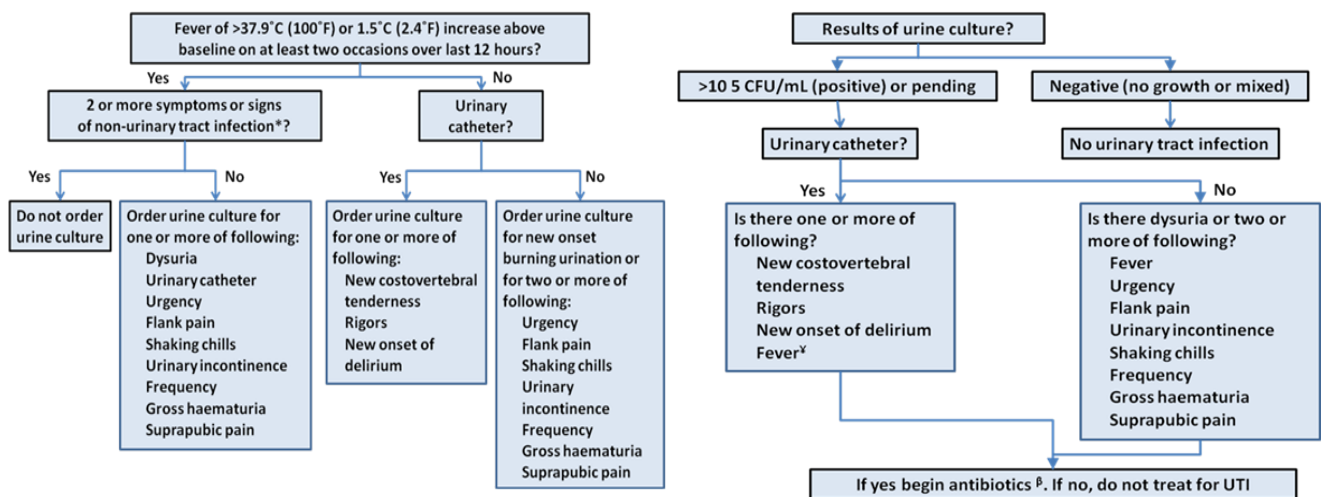 Fever of >37.9˚C (100˚F) or 1.5˚C (2.4˚F) increase above
baseline on at least two occasions over last 12 hours?
Yes
No
2 or more symptoms or signs
of non-urinary tract infection*?
Urinary
catheter?
Yes
No
Yes
No
Do not order
urine culture
Order urine culture for
one or more of following:
Dysuria
Urinary catheter
Urgency
Flank pain
Shaking chills
Urinary incontinence
Frequency
Gross haematuria
Suprapubic pain
Order urine culture
for one or more of
following:
New costovertebral
tenderness
Rigors
New onset of
delirium
Order urine culture
for new onset
burning urination or
for two or more of
following:
Urgency
Flank pain
Shaking chills
Urinary
incontinence
Frequency
Gross haematuria
Suprapubic pain
Results of urine culture?
>10 5 CFU/mL (positive) or pending
Negative (no growth or mixed)
Urinary catheter?
No urinary tract infection
Yes
No
Is there one or more of
following?
New costovertebral
tenderness
Rigors
New onset of delirium
Fever¥
Is there dysuria or two or
more of following?
Fever
Urgency
Flank pain
Urinary incontinence
Shaking chills
Frequency
Gross haematuria
Suprapubic pain
If yes begin antibiotics β. If no, do not treat for UTI